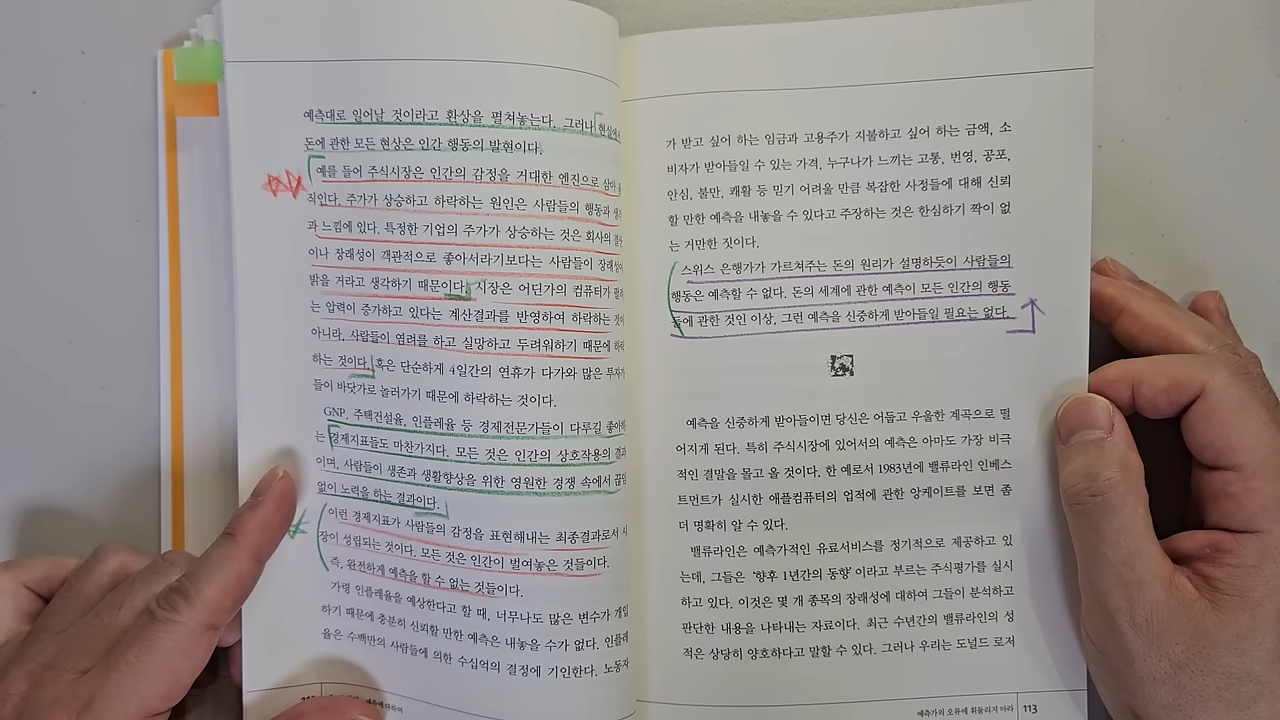 예측대로 일어날 것이라고 환상을 펼쳐놓는다. 그러나 현실에서
돈에 관한 모든 현상은 인간 행동의 발현이다.
예를 들어 주식시장은 인간의 감정을 거대한 엔진으로 삼아
직인다. 주가가 상승하고 하락하는 원인은 사람들의 행동과
과 느낌에 있다. 특정한 기업의 주가가 상승하는 것은 회사의
이나 장래성이 객관적으로 좋아서라기보다는 사람들이 장래성이
밝을 거라고 생각하기 때문이다. 시장은 어딘가의 컴퓨터가
는 압력이 증가하고 있다는 계산결과를 반영하여 하락하는 것이
아니라, 사람들이 염려를 하고 실망하고 두려워하기 때문에
하는 것이다. 혹은 단순하게 4일간의 연휴가 다가와 많은 투자가
들이 바닷가로 놀러가기 때문에 하락하는 것이다.
GNP, 주택건설율, 인플레율 등 경제전문가들이 다루길 좋아하
는 경제지표들도 마찬가지다. 모든 것은 인간의 상호작용의 결과
이며, 사람들이 생존과 생활향상을 위한 영원한 경쟁 속에서 끊임
없이 노력을 하는 결과이다.
이런 경제지표가 사람들의 감정을 표현해내는 최종결과로서 시
장이 성립되는 것이다. 모든 것은 인간이 벌여놓은 것들이다.
즉, 완전하게 예측을 할 수 없는 것들이다.
가령 인플레율을 예상한다고 할 때, 너무나도 많은 변수가 개입
하기 때문에 충분히 신뢰할 만한 예측은 내놓을 수가 없다. 인플레
율은 수백만의 사람들에 의한 수십억의 결정에 기인한다. 노동자
예측에 대하여
가 받고 싶어 하는 임금과 고용주가 지불하고 싶어 하는 금액, 소
비자가 받아들일 수 있는 가격, 누구나가 느끼는 고통, 번영, 공포,
안심, 불만, 쾌활 등 믿기 어려울 만큼 복잡한 사정들에 대해 신뢰
할 만한 예측을 내놓을 수 있다고 주장하는 것은 한심하기 짝이 없
는 거만한 짓이다.
스위스 은행가가 가르쳐주는 돈의 원리가 설명하듯이 사람들의
행동은 예측할 수 없다. 돈의 세계에 관한 예측이 모든 인간의 행동
들에 관한 것인 이상, 그런 예측을 신중하게 받아들일 필요는 없다.
예측을 신중하게 받아들이면 당신은 어둡고 우울한 계곡으로 떨
어지게 된다. 특히 주식시장에 있어서의 예측은 아마도 가장 비극
적인 결말을 몰고 올 것이다. 한 예로서 1983년에 밸류라인 인베스
트먼트가 실시한 애플컴퓨터의 업적에 관한 앙케이트를 보면 좀
더 명확히 알 수 있다.
밸류라인은 예측가적인 유료서비스를 정기적으로 제공하고 있
는데, 그들은 '향후 1년간의 동향' 이라고 부르는 주식평가를 실시
하고 있다. 이것은 몇 개 종목의 장래성에 대하여 그들이 분석하고
판단한 내용을 나타내는 자료이다. 최근 수년간의 밸류라인의 성
적은 상당히 양호하다고 말할 수 있다. 그러나 우리는 도널드 로저
예측가의 오류에 휘둘리지 마라 113